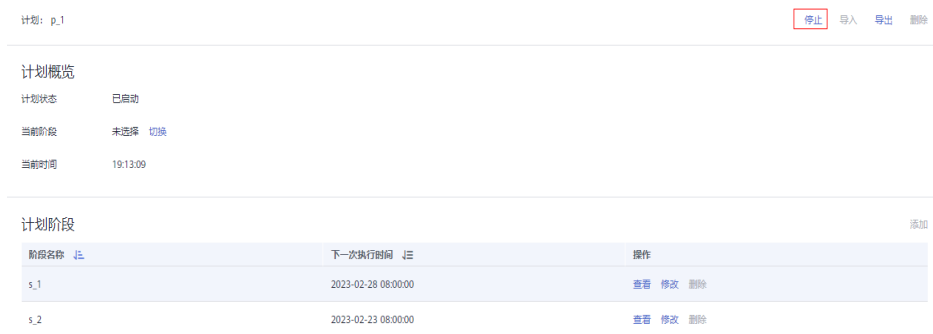 计划： p_1 停止 导入 导出 删除
计划概览
计划状态 已启动
当前阶段 未选择 切换
当前时间 19:13:09
计划阶段 添加
阶段名称 下一次执行时间 操作
s_1 2023-02-28 08:00:00 查看 修改 删除
s_2 2023-02-23 08:00:00 查看 修改 删除